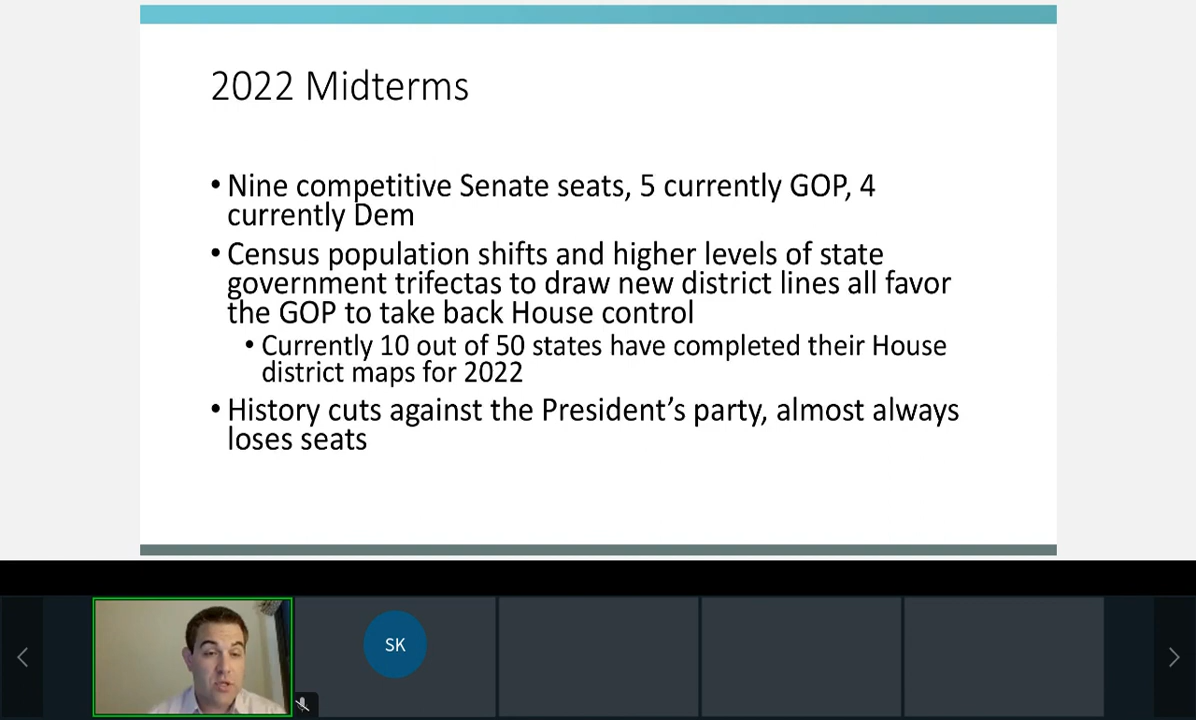 2022 Midterms
• Nine competitive Senate seats, 5 currently GOP, 4
currently Dem
• Census population shifts and higher levels of state
government trifectas to draw new district lines all favor
the GOP to take back House control
• Currently 10 out of 50 states have completed their House
district maps for 2022
• History cuts against the President's party, almost always
loses seats
SK